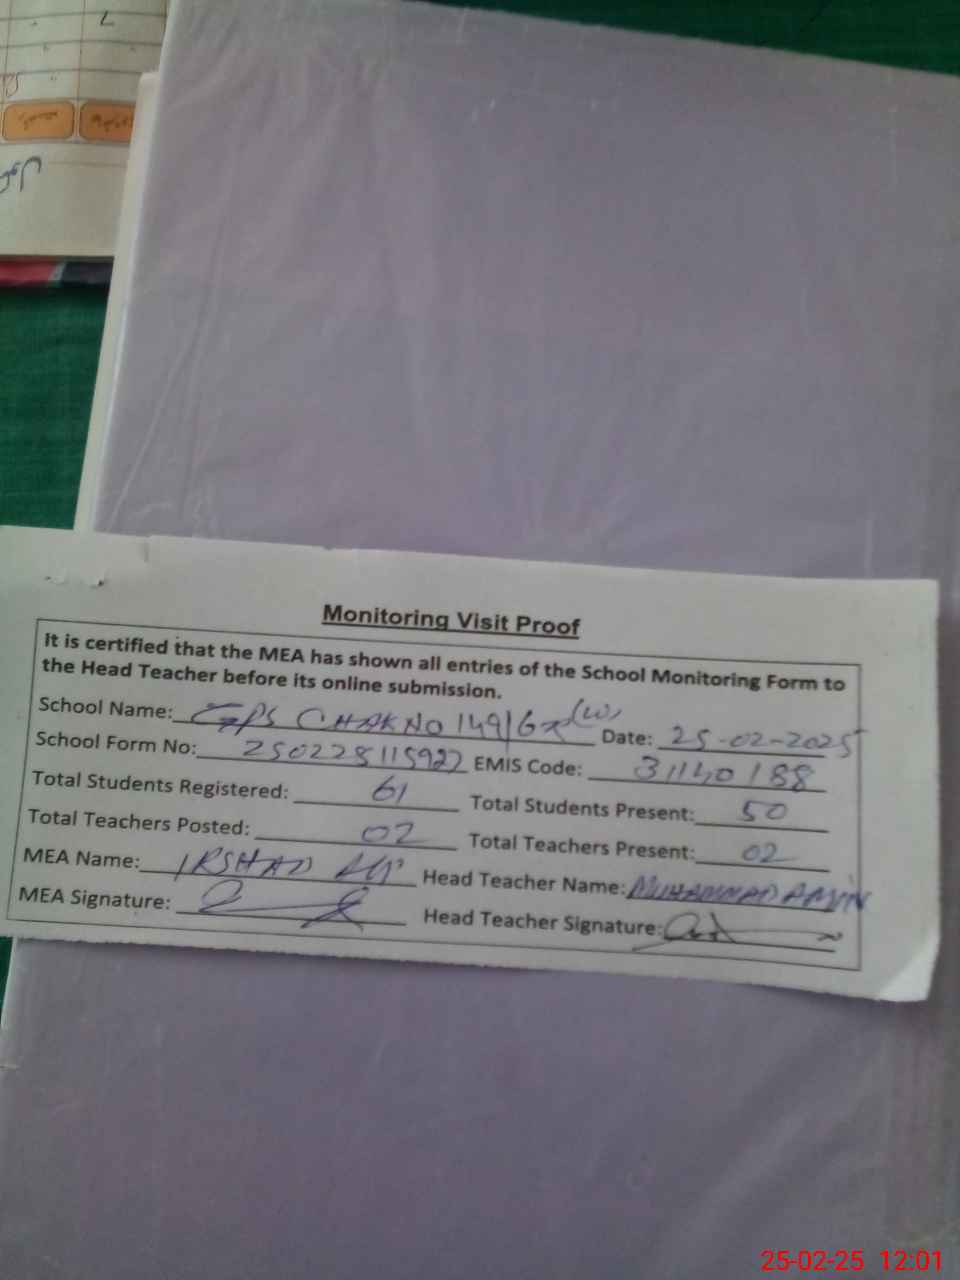 Monitoring Visit Proof
It is certified that the MEA has shown all entries of the School Monitoring Form to
the Head Teacher before its online submission.
School Name: GPS CHAK NO 149/6R (W) Date: 25-02-2025
School Form No: 250225115927 EMIS Code: 31140188
Total Students Registered: 61 Total Students Present: 50
Total Teachers Posted: 02 Total Teachers Present: 02
MEA Name: IRSHAD Head Teacher Name: MUHAMMAD AMIN
MEA Signature: Head Teacher Signature:
25-02-25 12:01